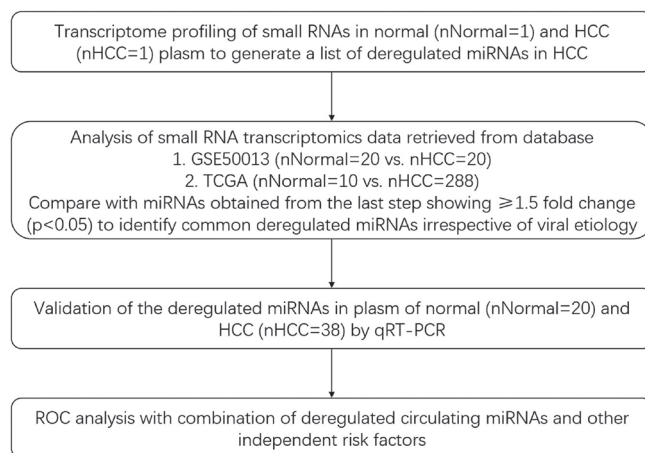 Transcriptome profiling of small RNAs in normal (nNormal=1) and HCC
(nHCC=1) plasm to generate a list of deregulated miRNAs in HCC
Analysis of small RNA transcriptomics data retrieved from database
1. GSE50013 (nNormal=20 vs. nHCC=20)
2. TCGA (nNormal=10 vs. nHCC=288)
Compare with miRNAs obtained from the last step showing ≥1.5 fold change
(p<0.05) to identify common deregulated miRNAs irrespective of viral etiology
Validation of the deregulated miRNAs in plasm of normal (nNormal=20) and
HCC (nHCC=38) by qRT-PCR
ROC analysis with combination of deregulated circulating miRNAs and other
independent risk factors